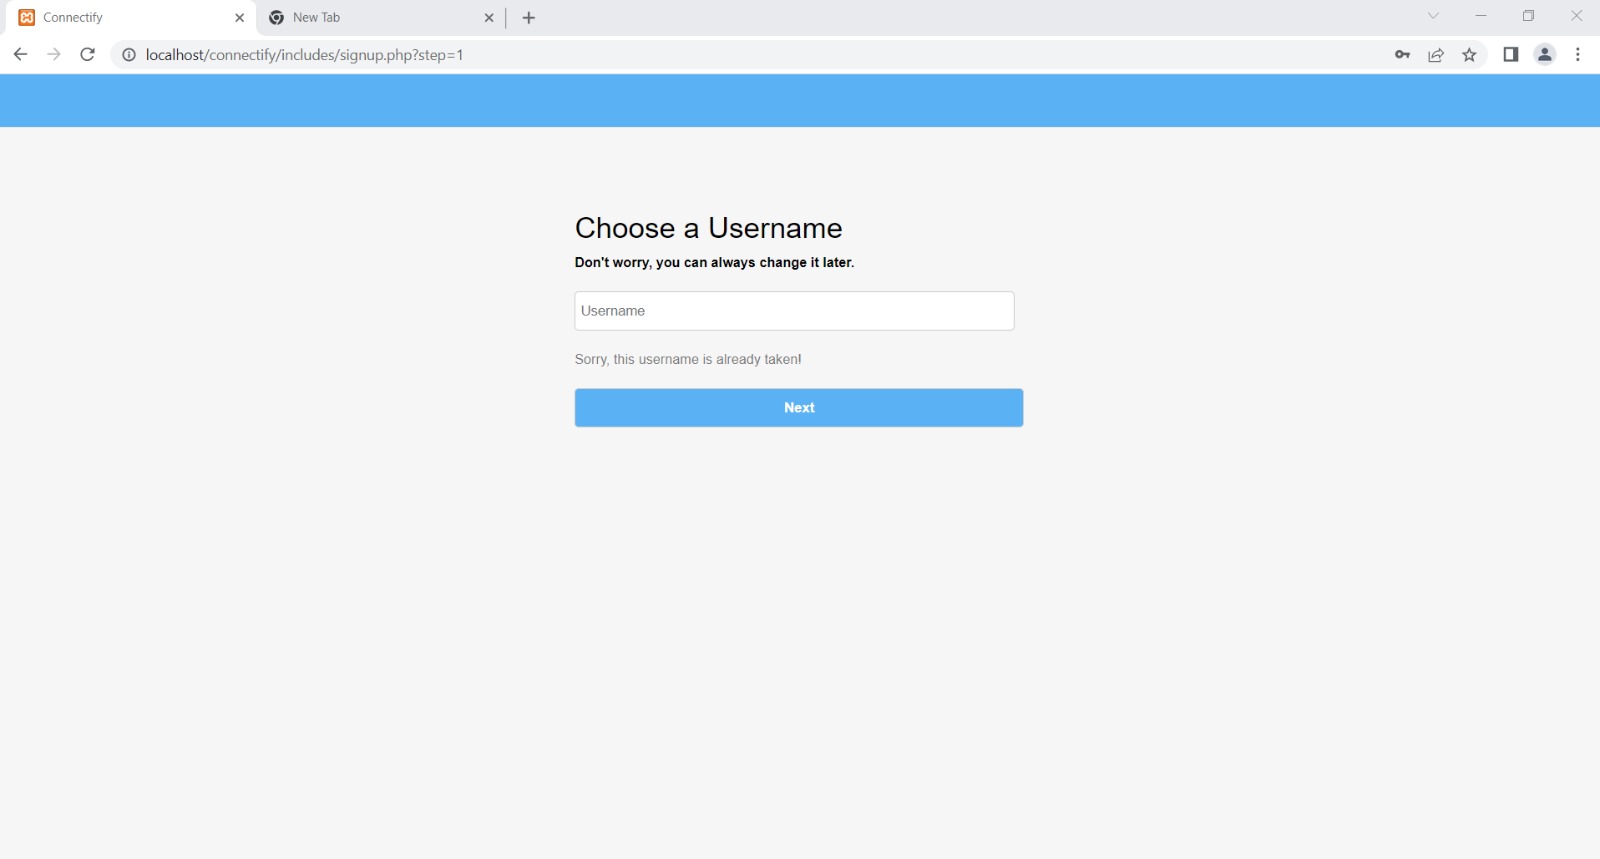 Connectify
New Tab
localhost/connectify/includes/signup.php?step=1
Choose a Username
Don't worry, you can always change it later.
Username
Sorry, this username is already taken!
Next